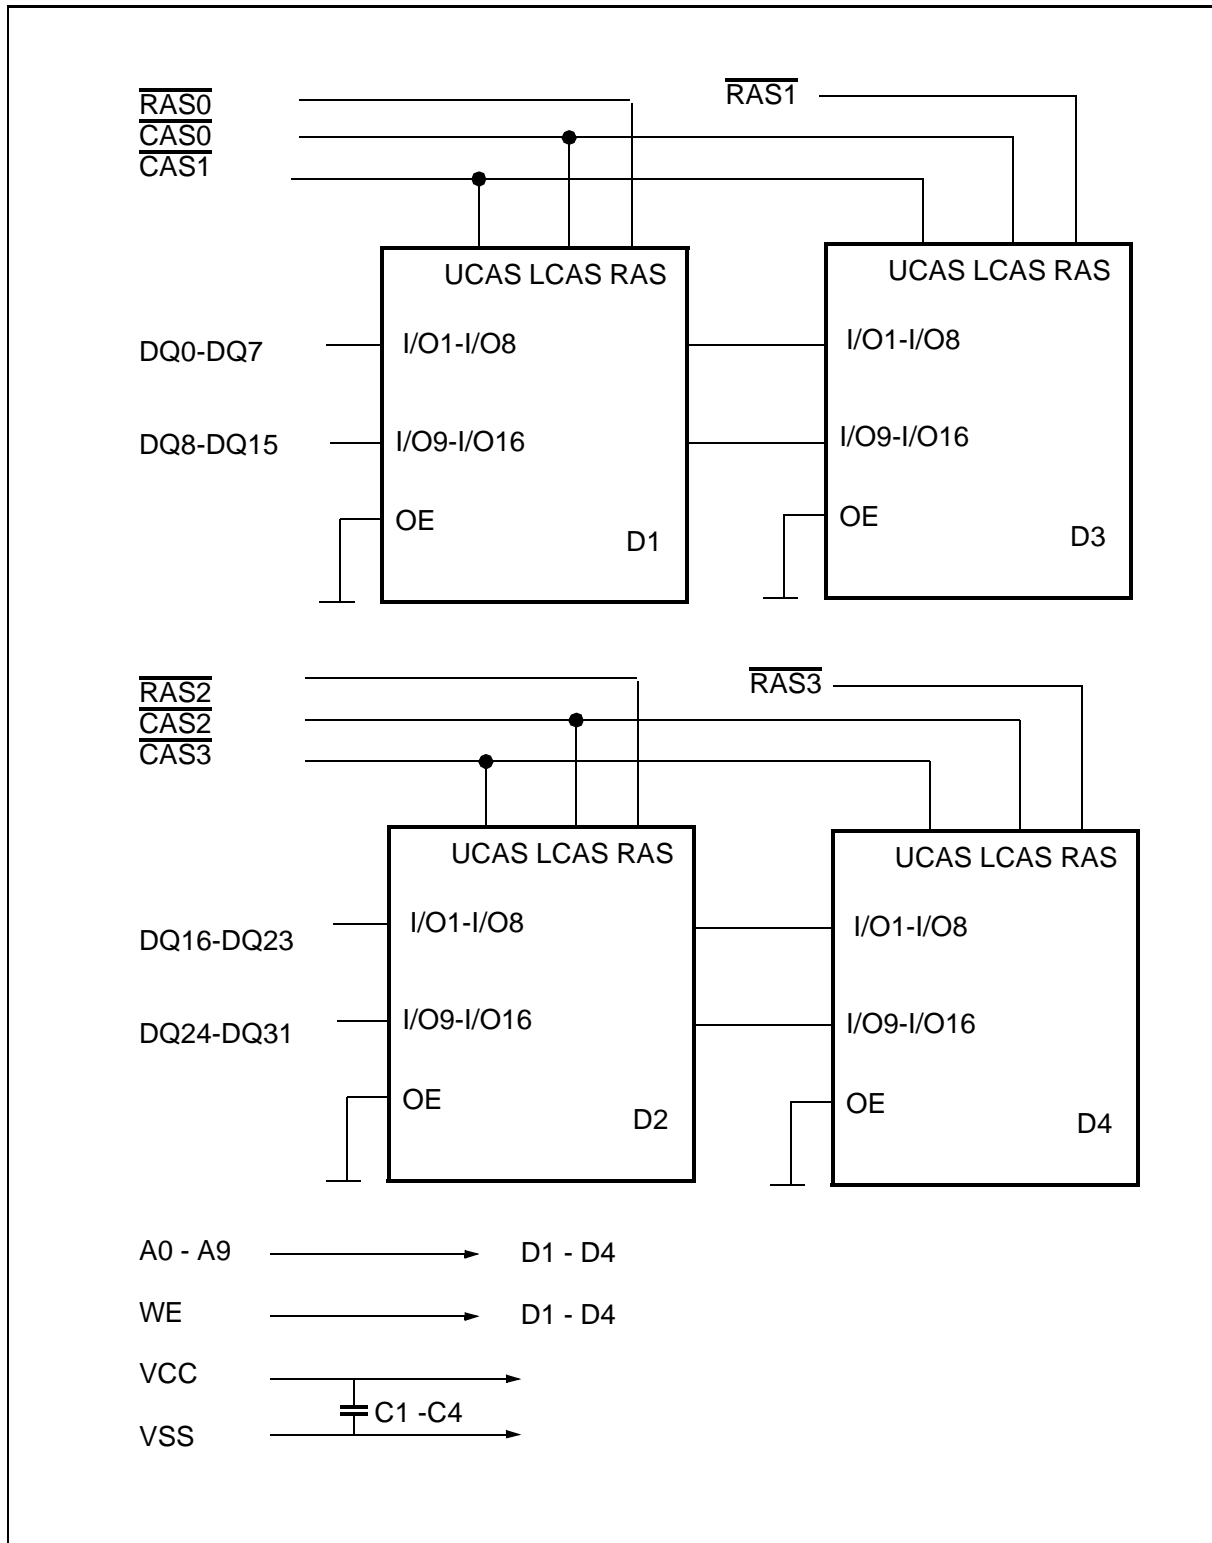 RAS0
RAS1
CAS0
CAS1
UCAS LCAS RAS
UCAS LCAS RAS
DQ0-DQ7
I/O1-I/O8
I/O1-I/O8
DQ8-DQ15
I/O9-I/O16
I/O9-I/O16
OE
OE
D1
D3
RAS2
RAS3
CAS2
CAS3
UCAS LCAS RAS
UCAS LCAS RAS
DQ16-DQ23
I/O1-I/O8
I/O1-I/O8
DQ24-DQ31
I/O9-I/O16
I/O9-I/O16
OE
OE
D2
D4
A0 - A9
D1 - D4
WE
D1 - D4
VCC
C1 -C4
VSS